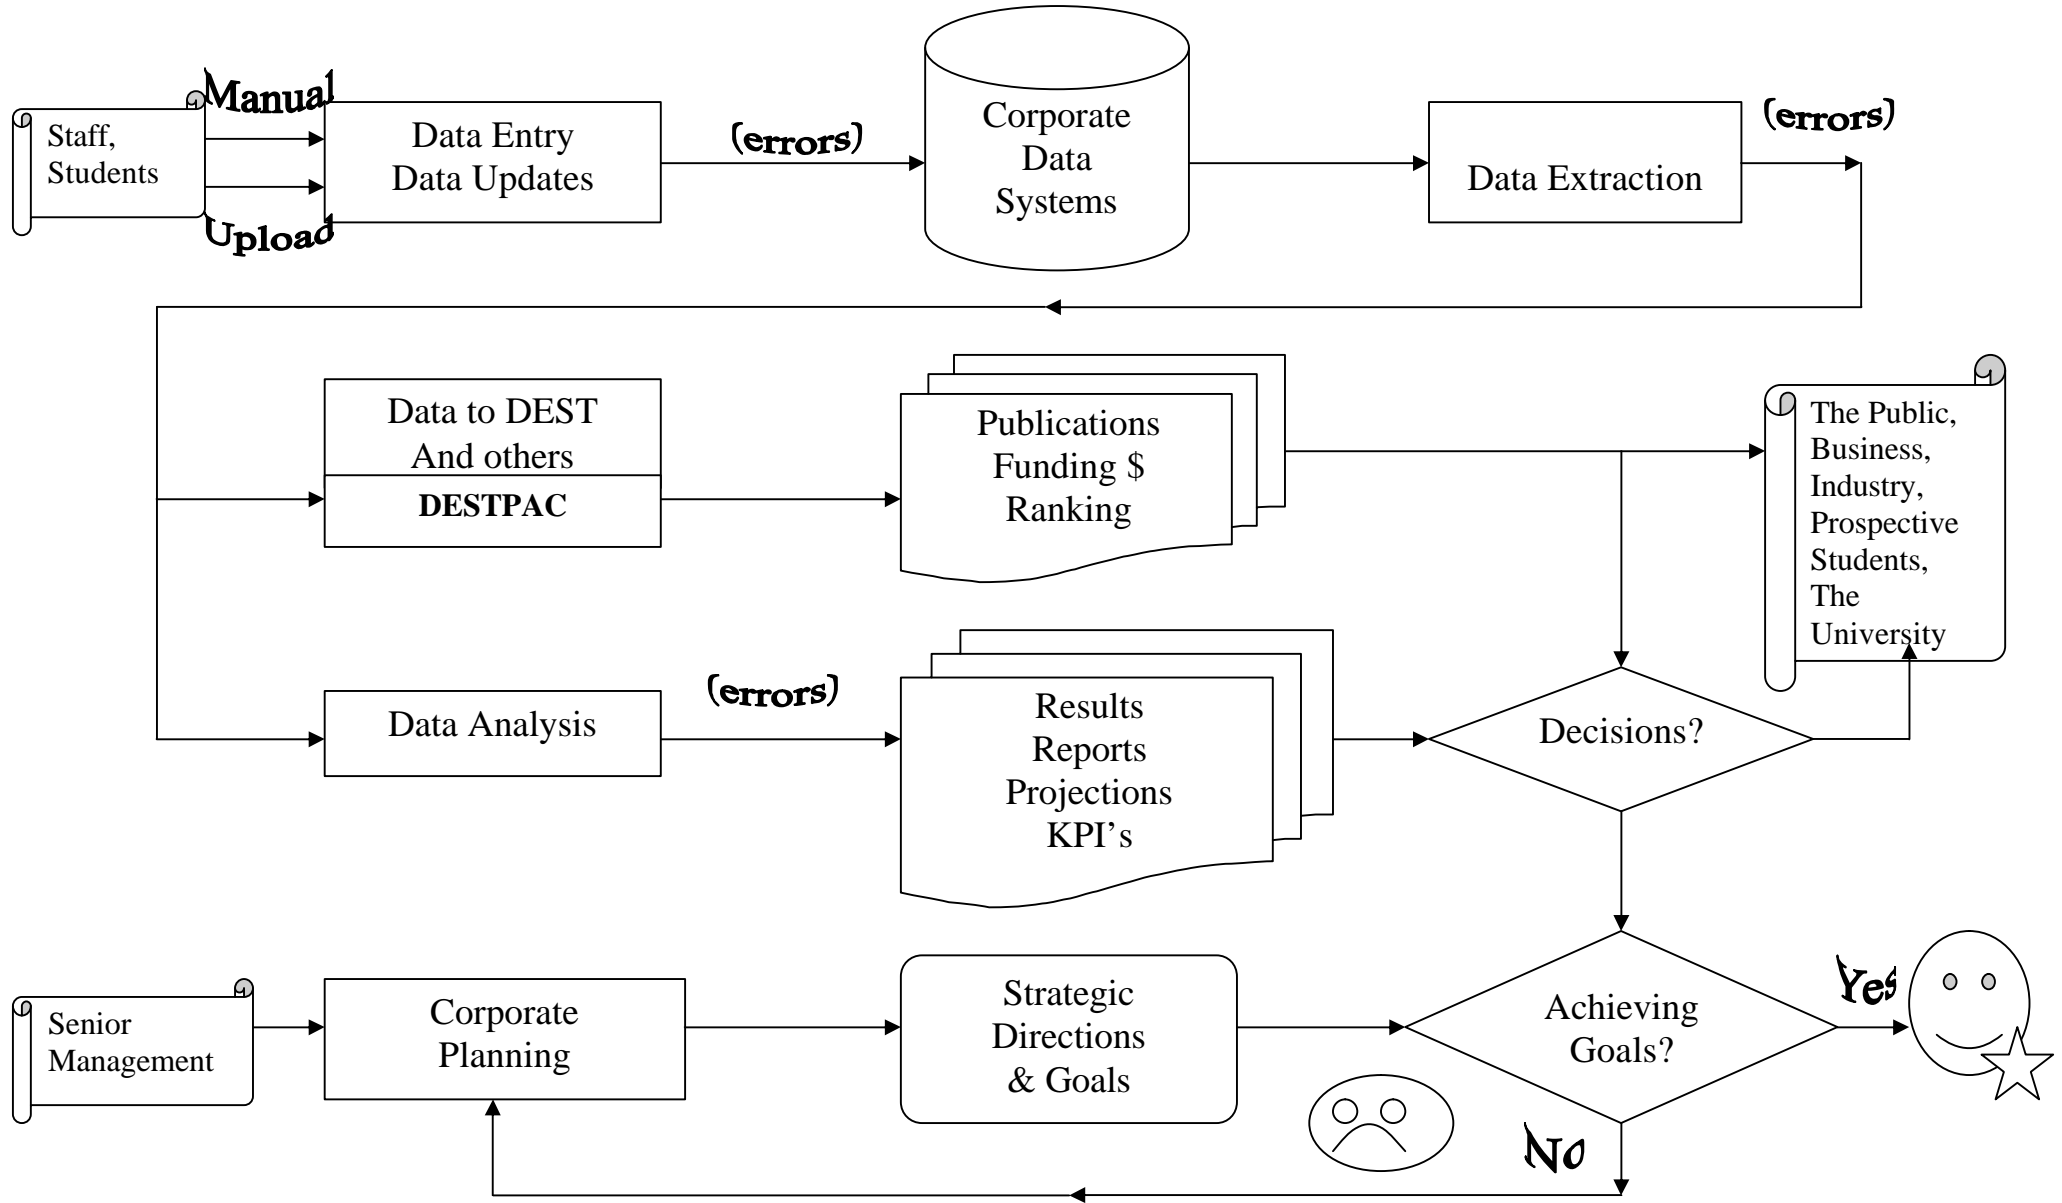 Manual
Staff,
Students
Upload
Data Entry
Data Updates
(errors)
Corporate
Data
Systems
Data Extraction
(errors)
Data to DEST
And others
DESTPAC
Publications
Funding $
Ranking
The Public,
Business,
Industry,
Prospective
Students,
The
University
Data Analysis
(errors)
Results
Reports
Projections
KPI’s
Decisions?
Senior
Management
Corporate
Planning
Strategic
Directions
& Goals
Achieving
Goals?
Yes
No